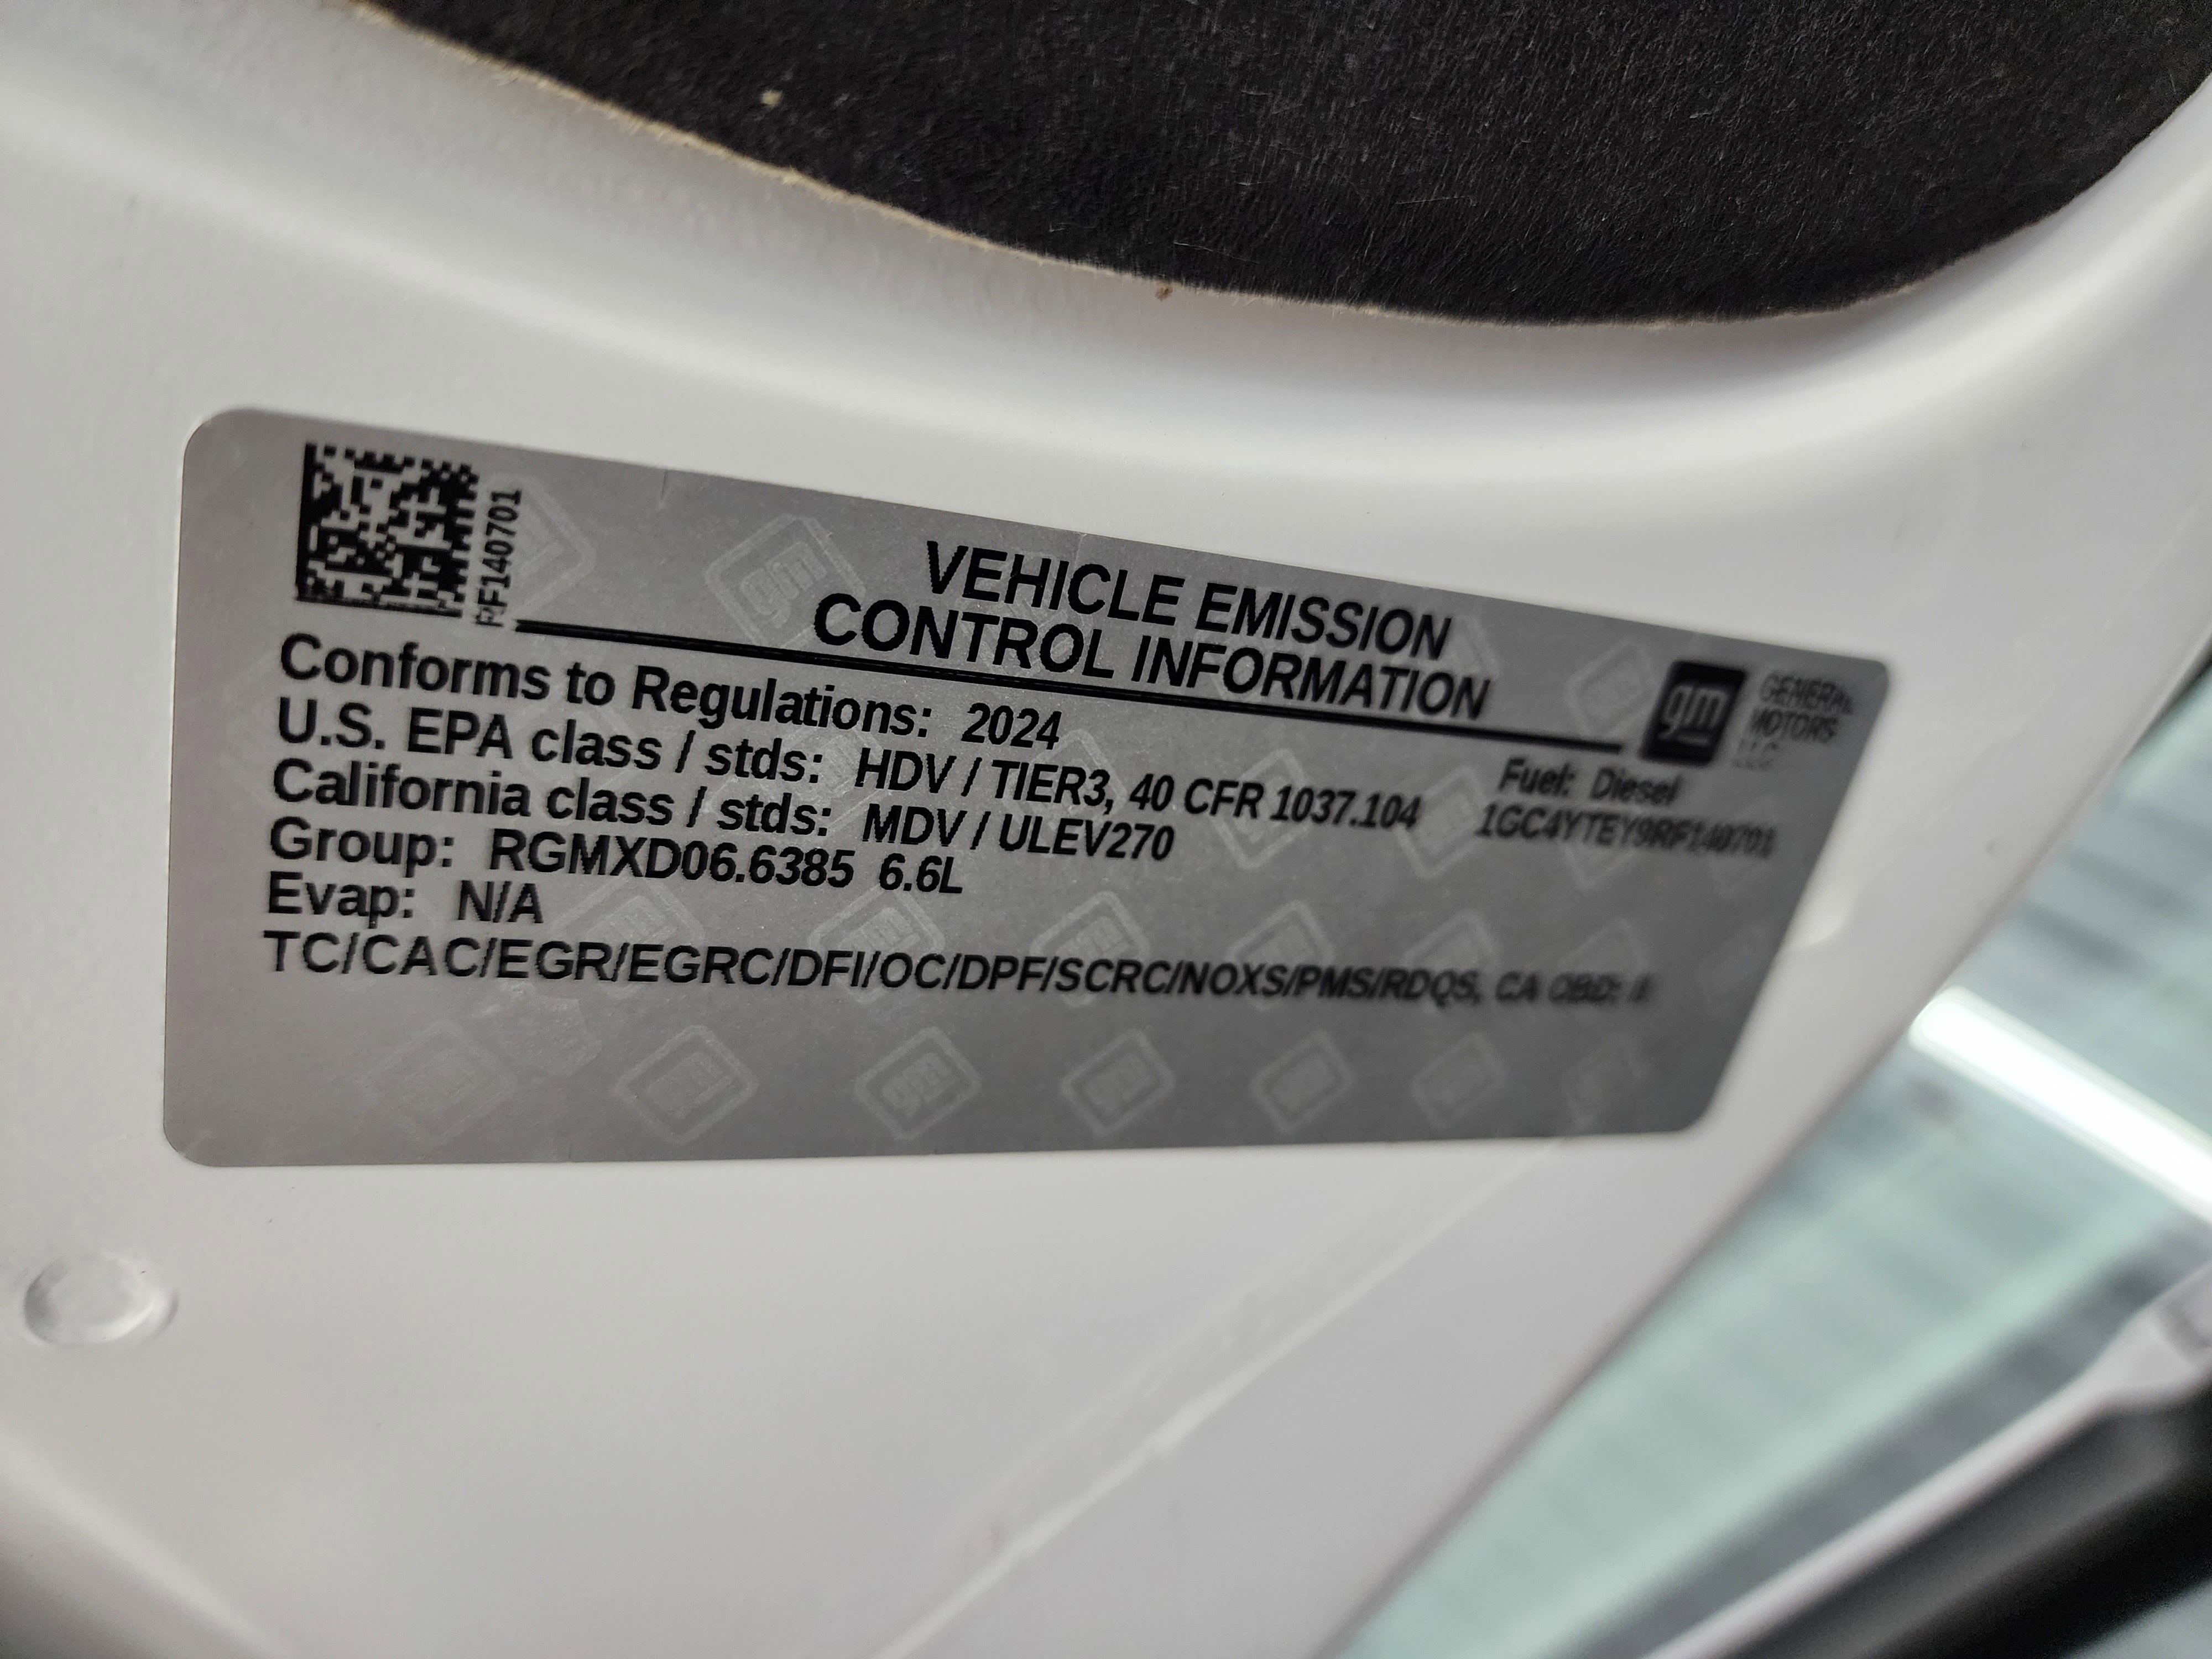 RF140701
VEHICLE EMISSION
CONTROL INFORMATION
gm
GENERAL
MOTORS
LLC
Conforms to Regulations: 2024
Fuel: Diesel
U.S. EPA class / stds: HDV / TIER3, 40 CFR 1037.104
1GC4YTEY9RF140701
California class / stds: MDV / ULEV270
Group: RGMXD06.6385 6.6L
Evap: N/A
TC/CAC/EGR/EGRC/DFI/OC/DPF/SCRC/NOXS/PMS/RDQS, CA OBD: II